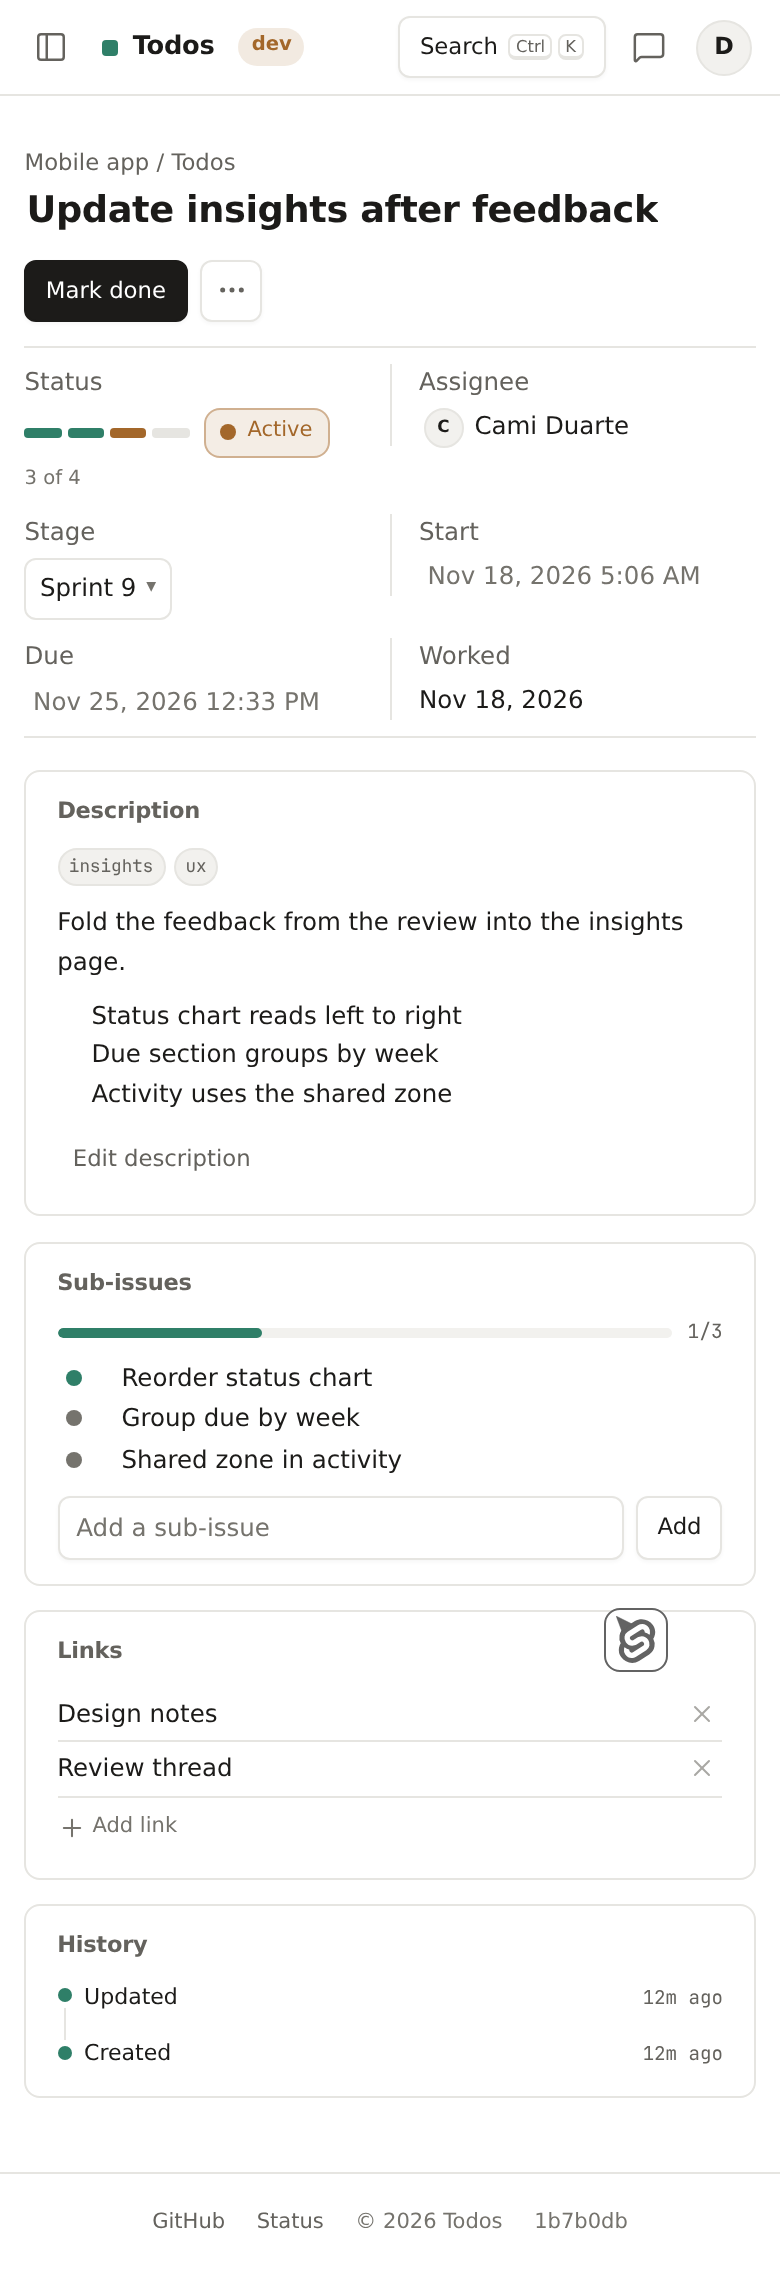 Todos dev Search Ctrl K D
Mobile app / Todos
Update insights after feedback
Mark done
Status
Active
3 of 4
Assignee
C Cami Duarte
Stage
Sprint 9
Start
Nov 18, 2026 5:06 AM
Due
Nov 25, 2026 12:33 PM
Worked
Nov 18, 2026
Description
insights ux
Fold the feedback from the review into the insights
page.
Status chart reads left to right
Due section groups by week
Activity uses the shared zone
Edit description
Sub-issues
1/3
Reorder status chart
Group due by week
Shared zone in activity
Add a sub-issue Add
Links
Design notes
Review thread
Add link
History
Updated 12m ago
Created 12m ago
GitHub Status © 2026 Todos 1b7b0db